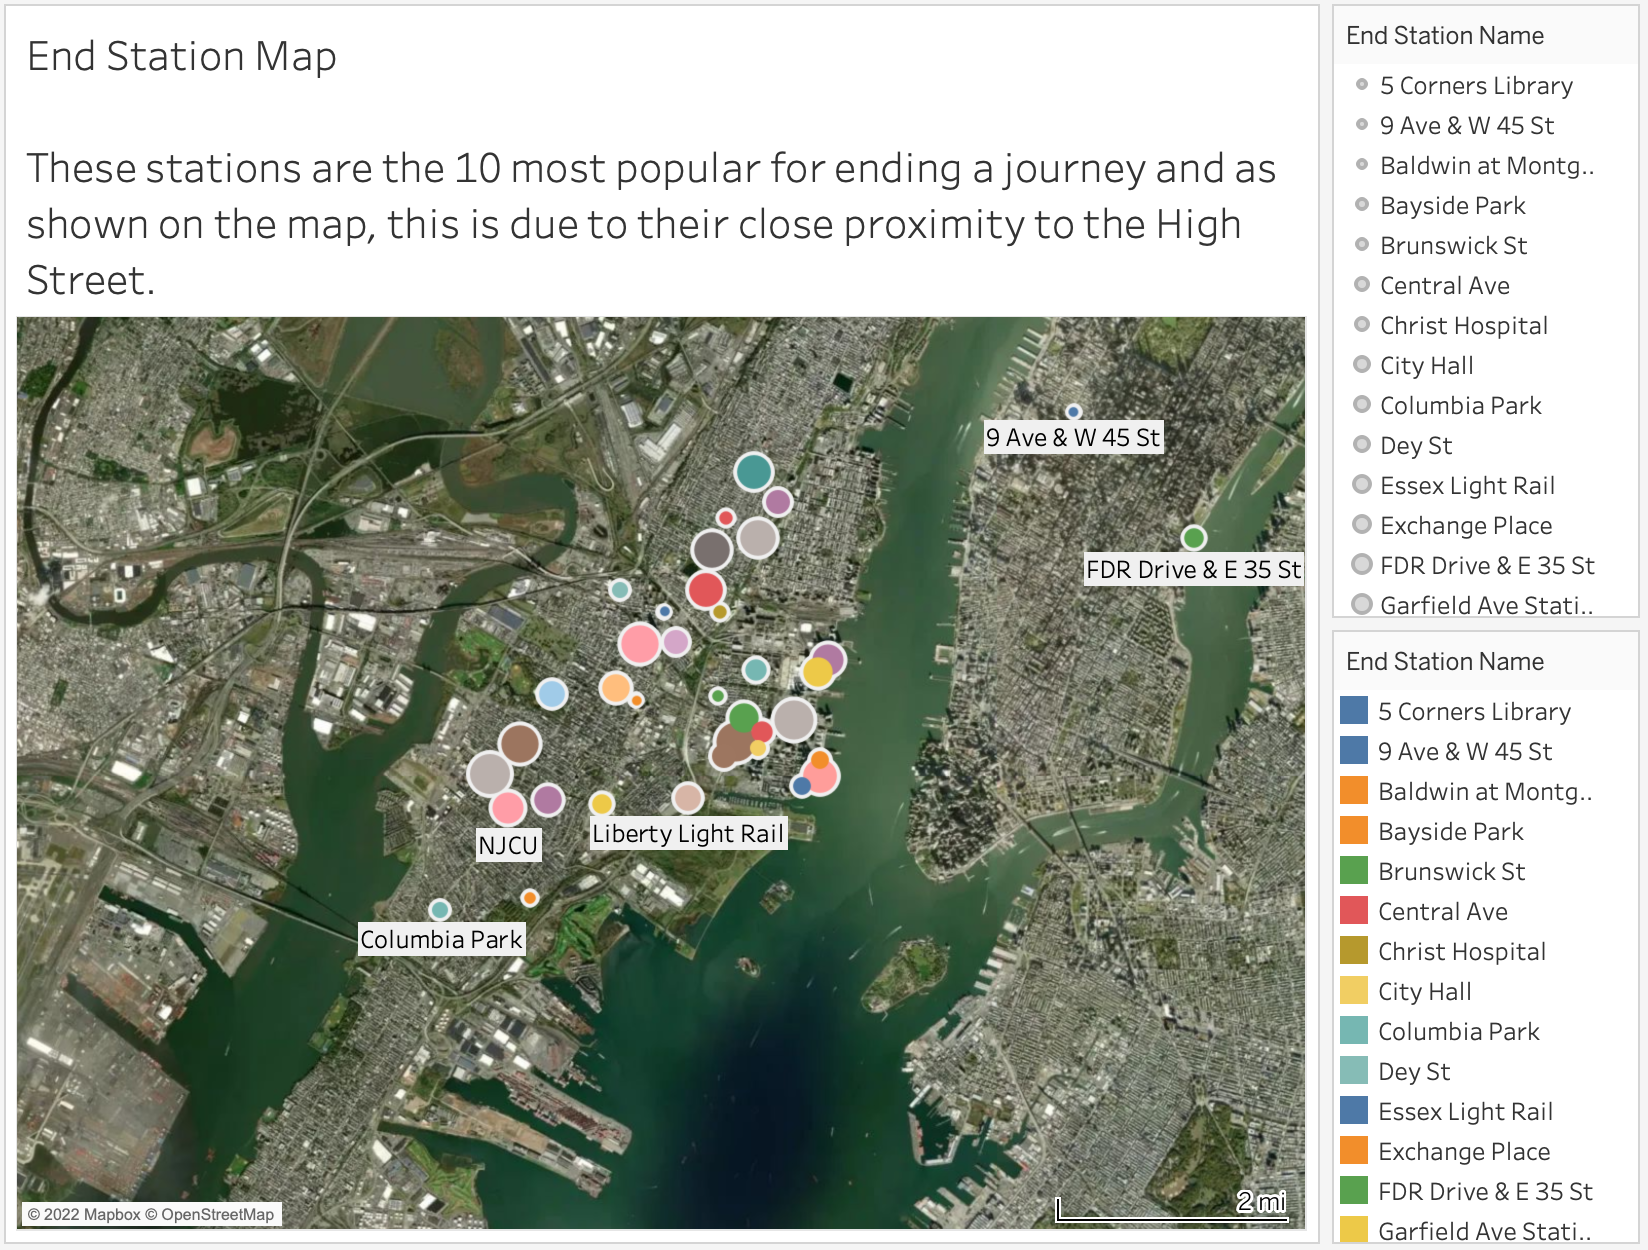 End Station Map
These stations are the 10 most popular for ending a journey and as
shown on the map, this is due to their close proximity to the High
Street.
9 Ave & W 45 St
FDR Drive & E 35 St
Liberty Light Rail
NJCU
Columbia Park
2 mi
© 2022 Mapbox © OpenStreetMap
End Station Name
5 Corners Library
9 Ave & W 45 St
Baldwin at Montg..
Bayside Park
Brunswick St
Central Ave
Christ Hospital
City Hall
Columbia Park
Dey St
Essex Light Rail
Exchange Place
FDR Drive & E 35 St
Garfield Ave Stati..
End Station Name
5 Corners Library
9 Ave & W 45 St
Baldwin at Montg..
Bayside Park
Brunswick St
Central Ave
Christ Hospital
City Hall
Columbia Park
Dey St
Essex Light Rail
Exchange Place
FDR Drive & E 35 St
Garfield Ave Stati..